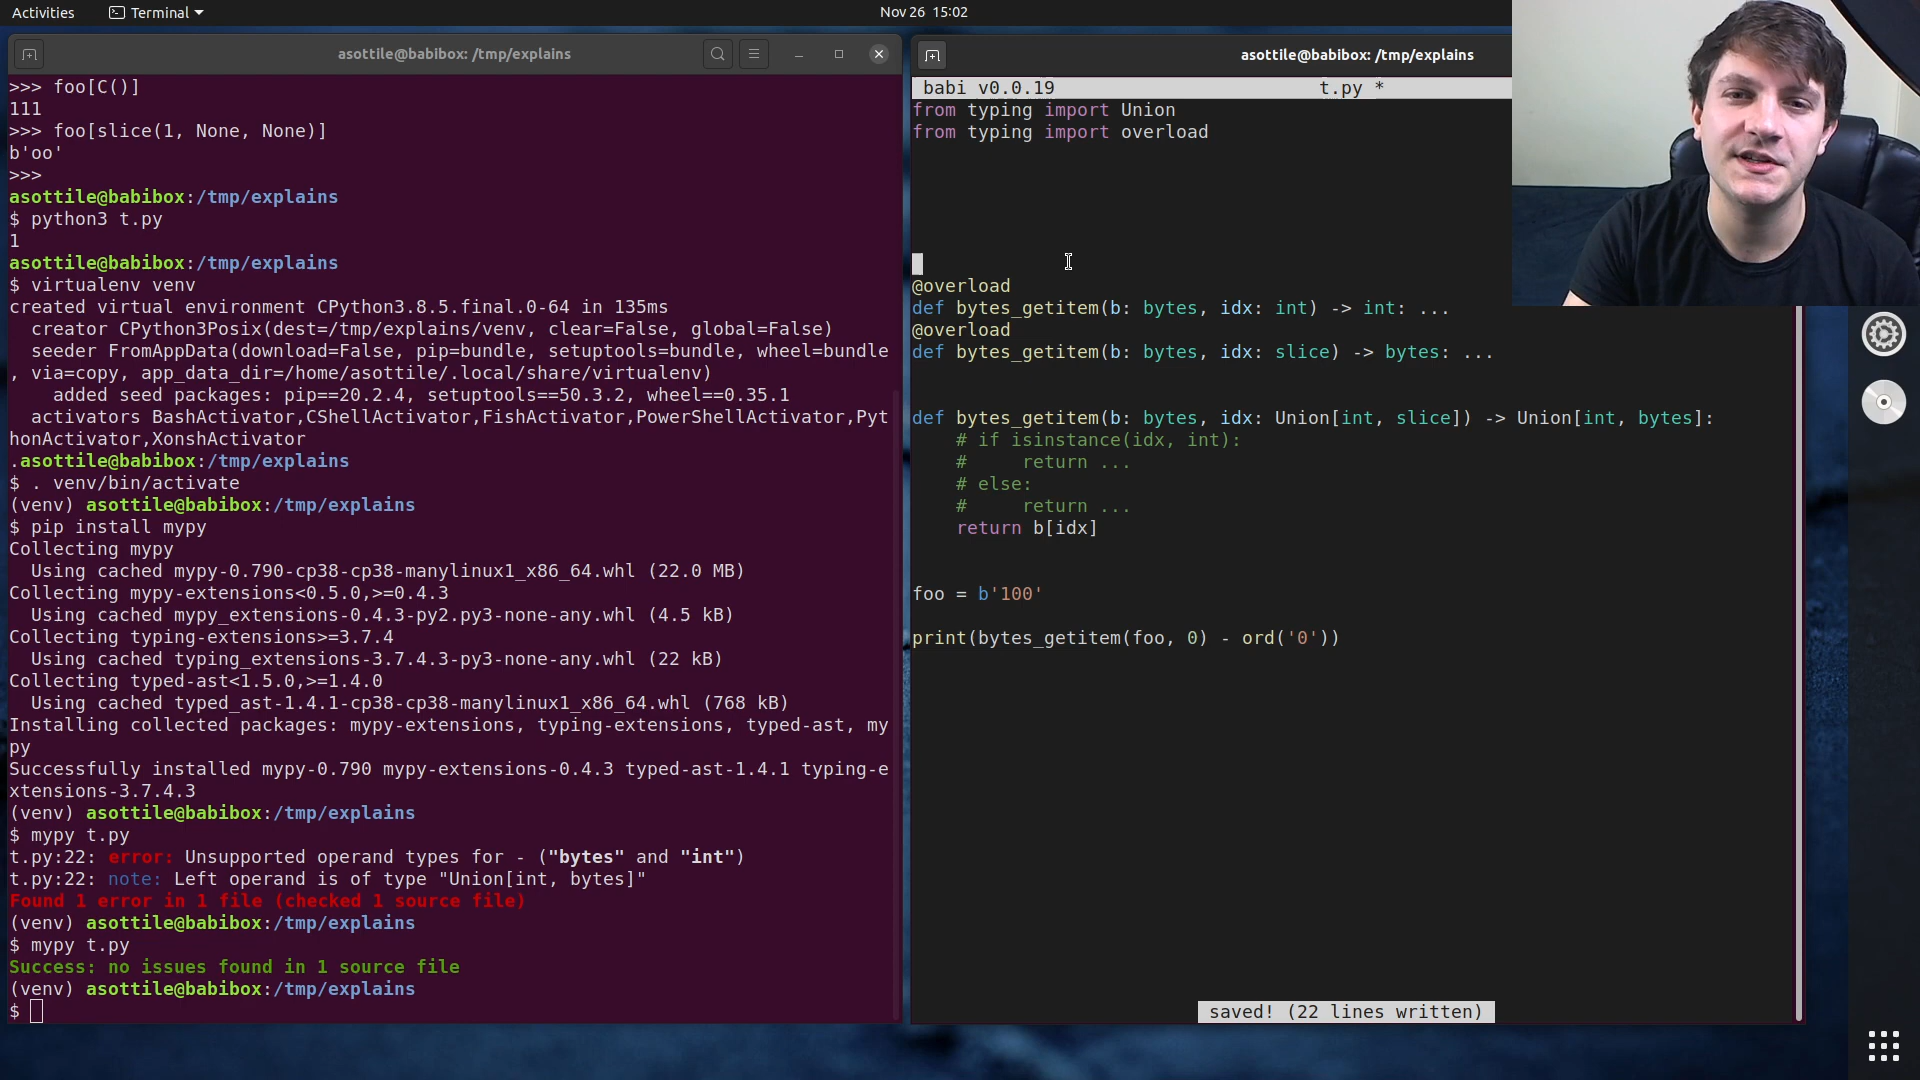 Activities
Terminal
Nov 26 15:02
asottile@babibox: /tmp/explains
>>> foo[C()]
111
>>> foo[slice(1, None, None)]
b'oo'
>>>
asottile@babibox:/tmp/explains
$ python3 t.py
1
asottile@babibox:/tmp/explains
$ virtualenv venv
created virtual environment CPython3.8.5.final.0-64 in 135ms
  creator CPython3Posix(dest=/tmp/explains/venv, clear=False, global=False)
  seeder FromAppData(download=False, pip=bundle, setuptools=bundle, wheel=bundle
, via=copy, app_data_dir=/home/asottile/.local/share/virtualenv)
    added seed packages: pip==20.2.4, setuptools==50.3.2, wheel==0.35.1
  activators BashActivator,CShellActivator,FishActivator,PowerShellActivator,Pyt
honActivator,XonshActivator
.asottile@babibox:/tmp/explains
$ . venv/bin/activate
(venv) asottile@babibox:/tmp/explains
$ pip install mypy
Collecting mypy
  Using cached mypy-0.790-cp38-cp38-manylinux1_x86_64.whl (22.0 MB)
Collecting mypy-extensions<0.5.0,>=0.4.3
  Using cached mypy_extensions-0.4.3-py2.py3-none-any.whl (4.5 kB)
Collecting typing-extensions>=3.7.4
  Using cached typing_extensions-3.7.4.3-py3-none-any.whl (22 kB)
Collecting typed-ast<1.5.0,>=1.4.0
  Using cached typed_ast-1.4.1-cp38-cp38-manylinux1_x86_64.whl (768 kB)
Installing collected packages: mypy-extensions, typing-extensions, typed-ast, my
py
Successfully installed mypy-0.790 mypy-extensions-0.4.3 typed-ast-1.4.1 typing-e
xtensions-3.7.4.3
(venv) asottile@babibox:/tmp/explains
$ mypy t.py
t.py:22: error: Unsupported operand types for - ("bytes" and "int")
t.py:22: note: Left operand is of type "Union[int, bytes]"
Found 1 error in 1 file (checked 1 source file)
(venv) asottile@babibox:/tmp/explains
$ mypy t.py
Success: no issues found in 1 source file
(venv) asottile@babibox:/tmp/explains
$
asottile@babibox: /tmp/explains
babi v0.0.19 t.py *
from typing import Union
from typing import overload
@overload
def bytes_getitem(b: bytes, idx: int) -> int: ...
@overload
def bytes_getitem(b: bytes, idx: slice) -> bytes: ...
def bytes_getitem(b: bytes, idx: Union[int, slice]) -> Union[int, bytes]:
    # if isinstance(idx, int):
    #     return ...
    # else:
    #     return ...
    return b[idx]
foo = b'100'
print(bytes_getitem(foo, 0) - ord('0'))
saved! (22 lines written)